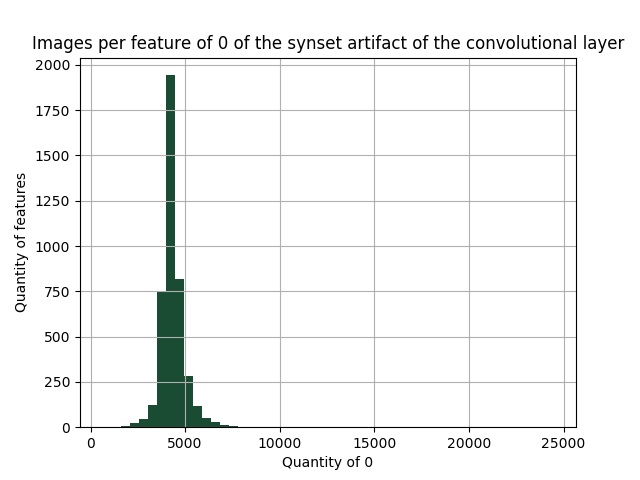 Images per feature of 0 of the synset artifact of the convolutional layer
2000
1750
1500
1250
1000
750
500
250
0
Quantity of features
0 5000 10000 15000 20000 25000
Quantity of 0